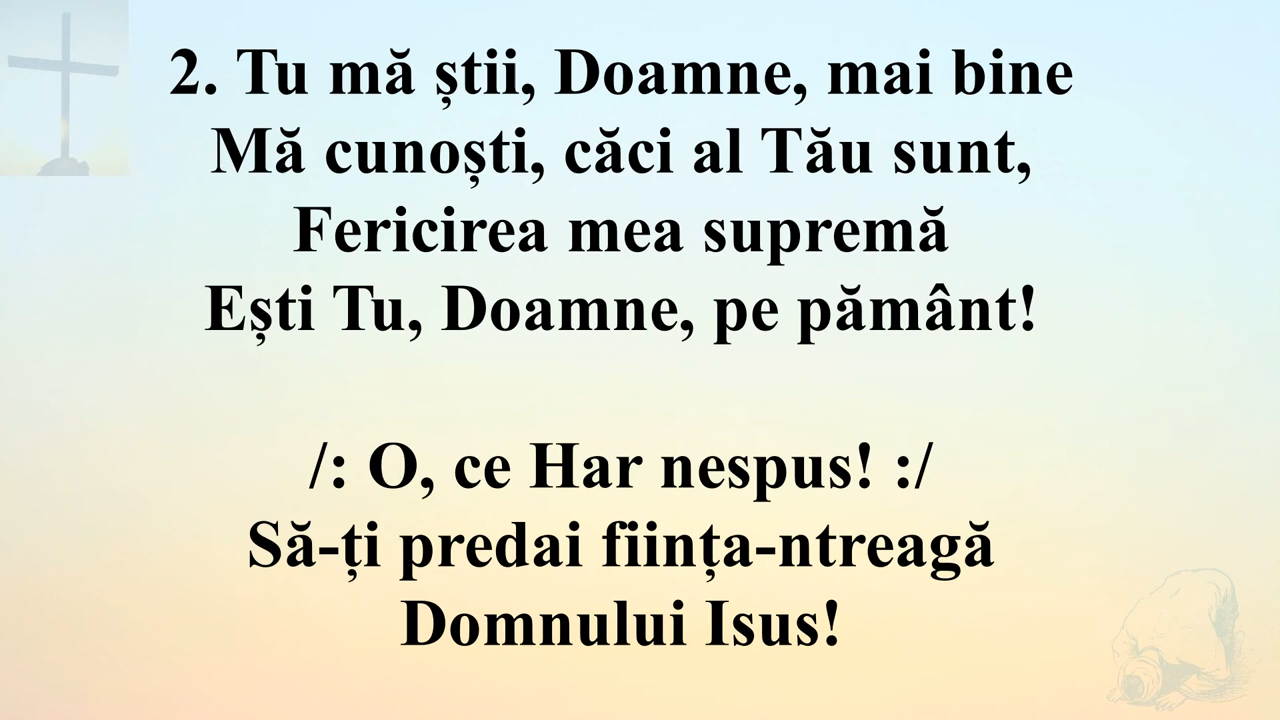 2. Tu mă știi, Doamne, mai bine
Mă cunoști, căci al Tău sunt,
Fericirea mea supremă
Ești Tu, Doamne, pe pământ!
/: O, ce Har nespus! :/
Să-ți predai ființa-ntreagă
Domnului Isus!